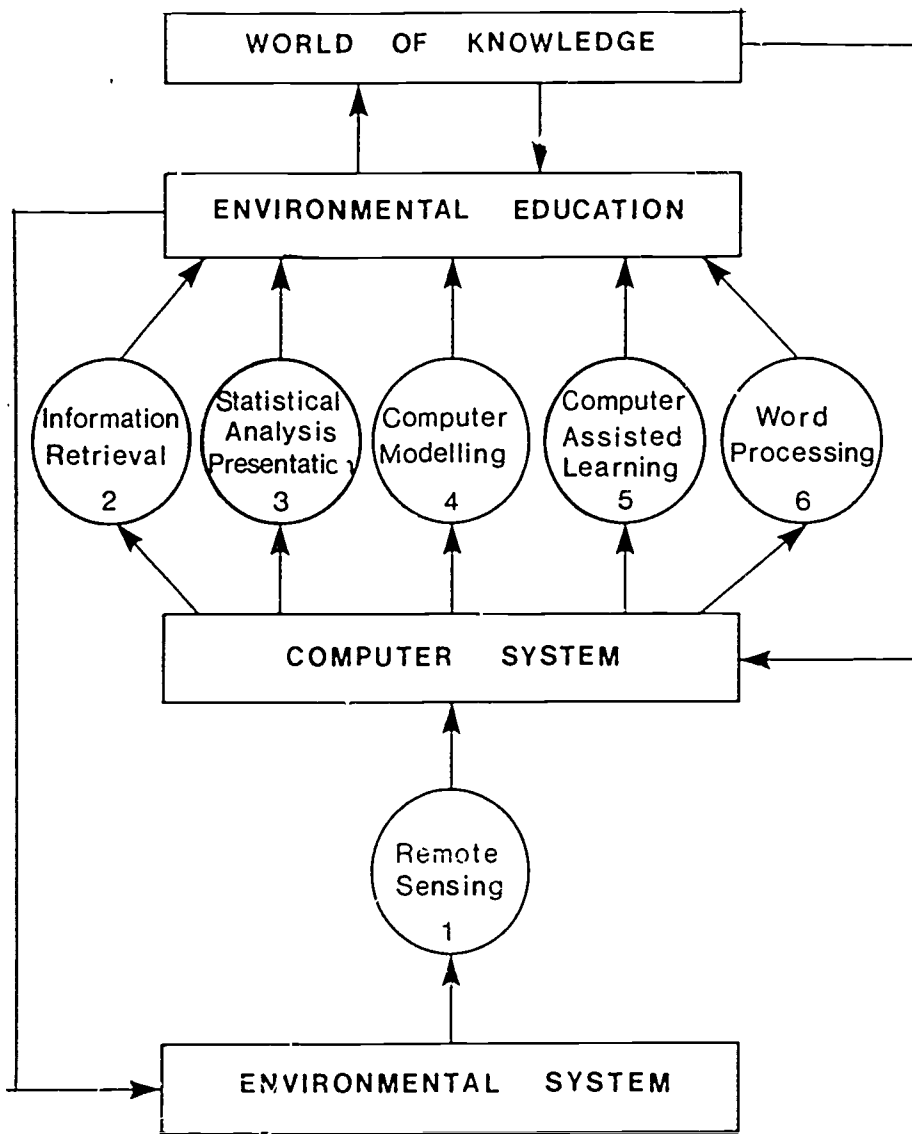 WORLD OF KNOWLEDGE
ENVIRONMENTAL EDUCATION
Information
Retrieval
2
Statistical
Analysis
Presentation
3
Computer
Modelling
4
Computer
Assisted
Learning
5
Word
Processing
6
COMPUTER SYSTEM
Remote
Sensing
1
ENVIRONMENTAL SYSTEM